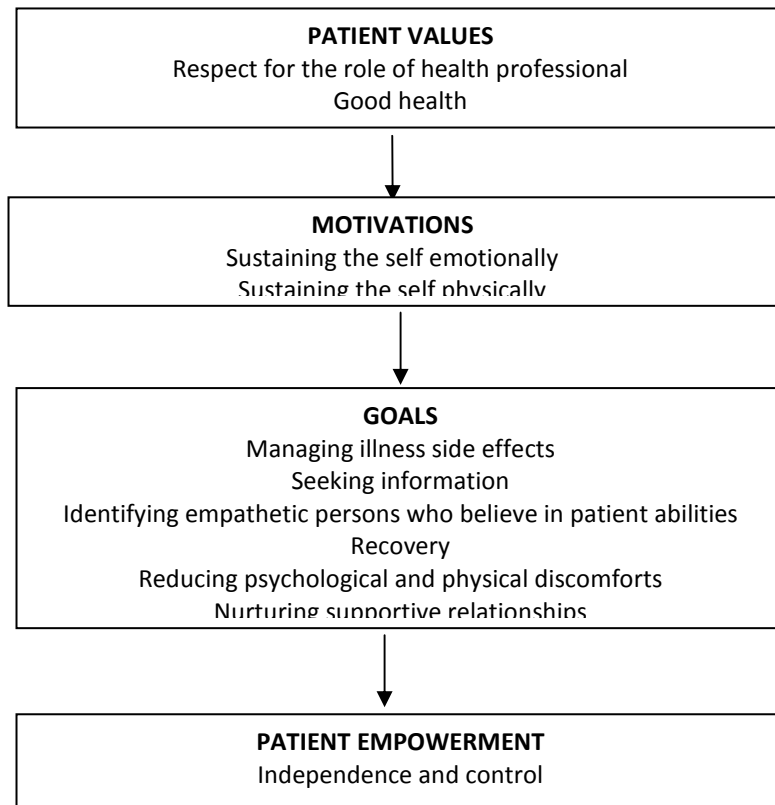 PATIENT VALUES
Respect for the role of health professional
Good health
MOTIVATIONS
Sustaining the self emotionally
Sustaining the self physically
GOALS
Managing illness side effects
Seeking information
Identifying empathetic persons who believe in patient abilities
Recovery
Reducing psychological and physical discomforts
Nurturing supportive relationships
PATIENT EMPOWERMENT
Independence and control